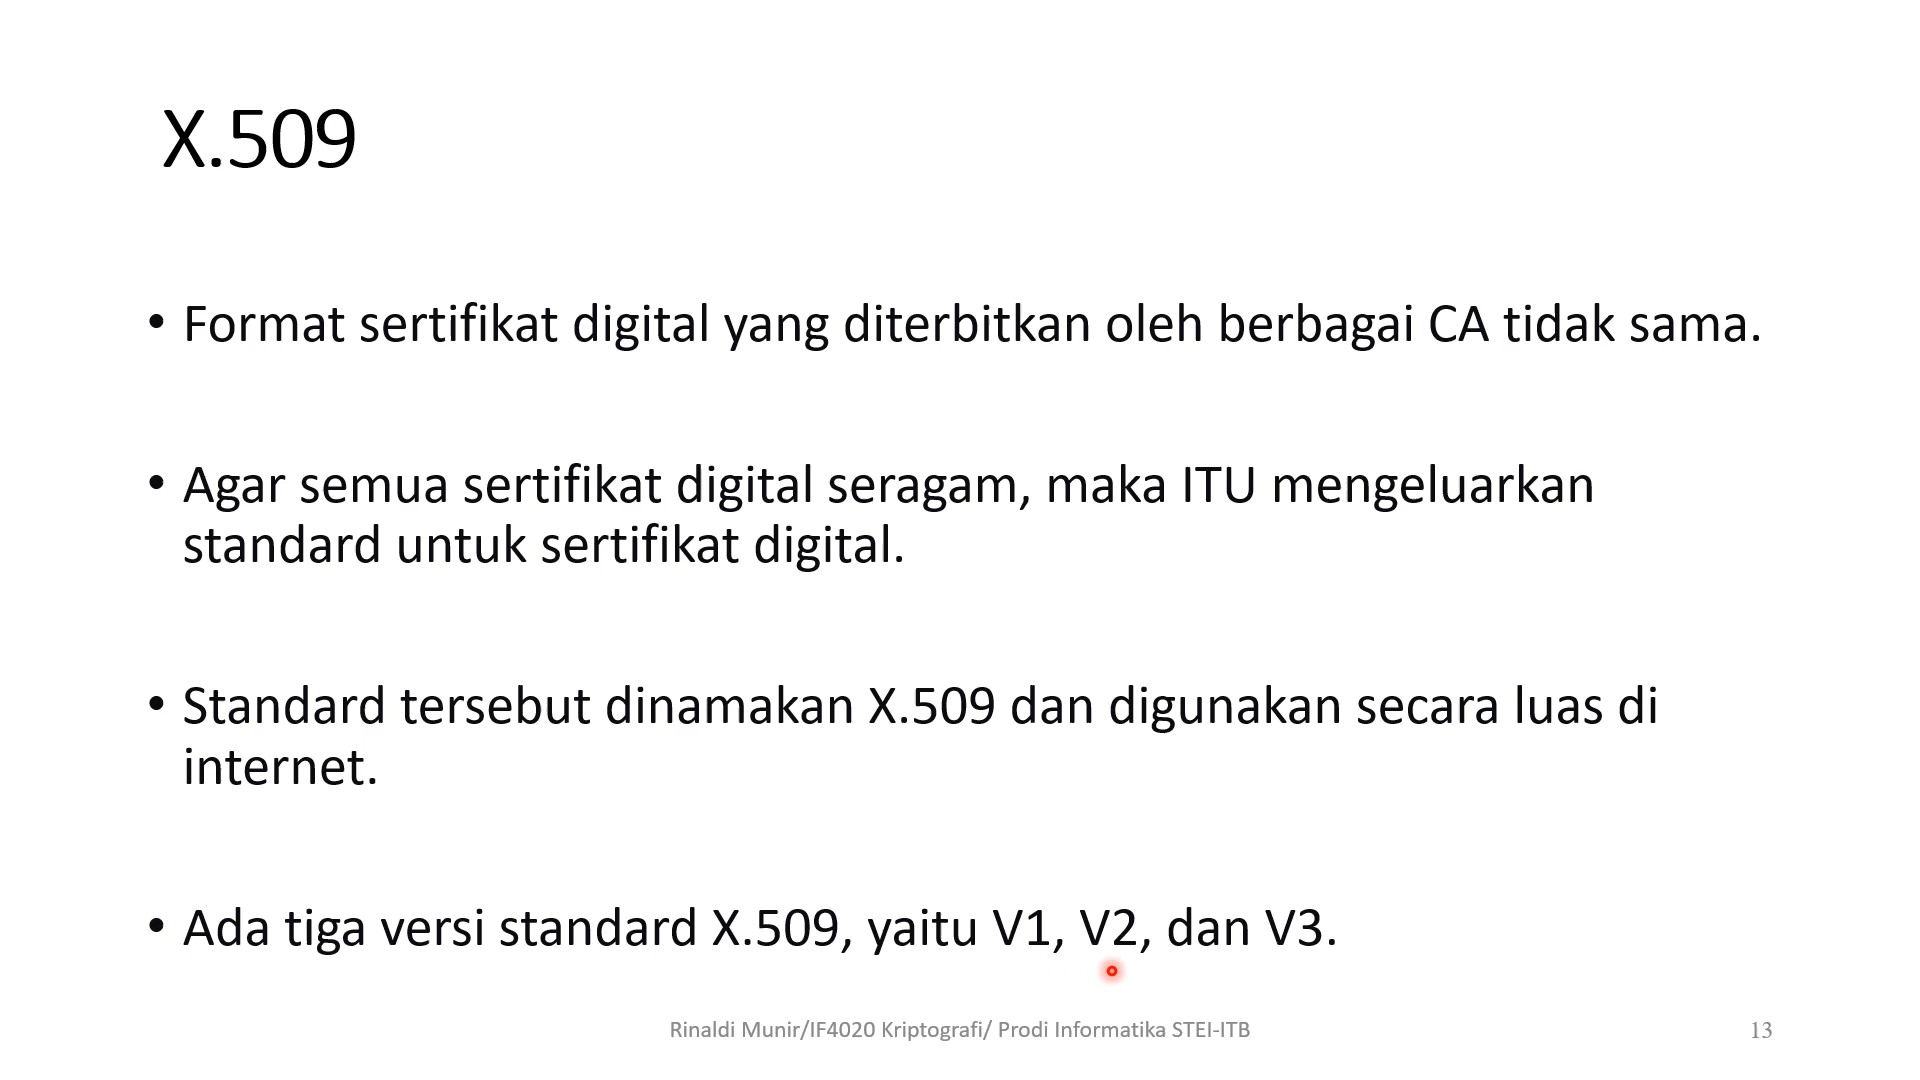 X.509
• Format sertifikat digital yang diterbitkan oleh berbagai CA tidak sama.
• Agar semua sertifikat digital seragam, maka ITU mengeluarkan
standard untuk sertifikat digital.
• Standard tersebut dinamakan X.509 dan digunakan secara luas di
internet.
• Ada tiga versi standard X.509, yaitu V1, V2, dan V3.
Rinaldi Munir/IF4020 Kriptografi/ Prodi Informatika STEI-ITB
13